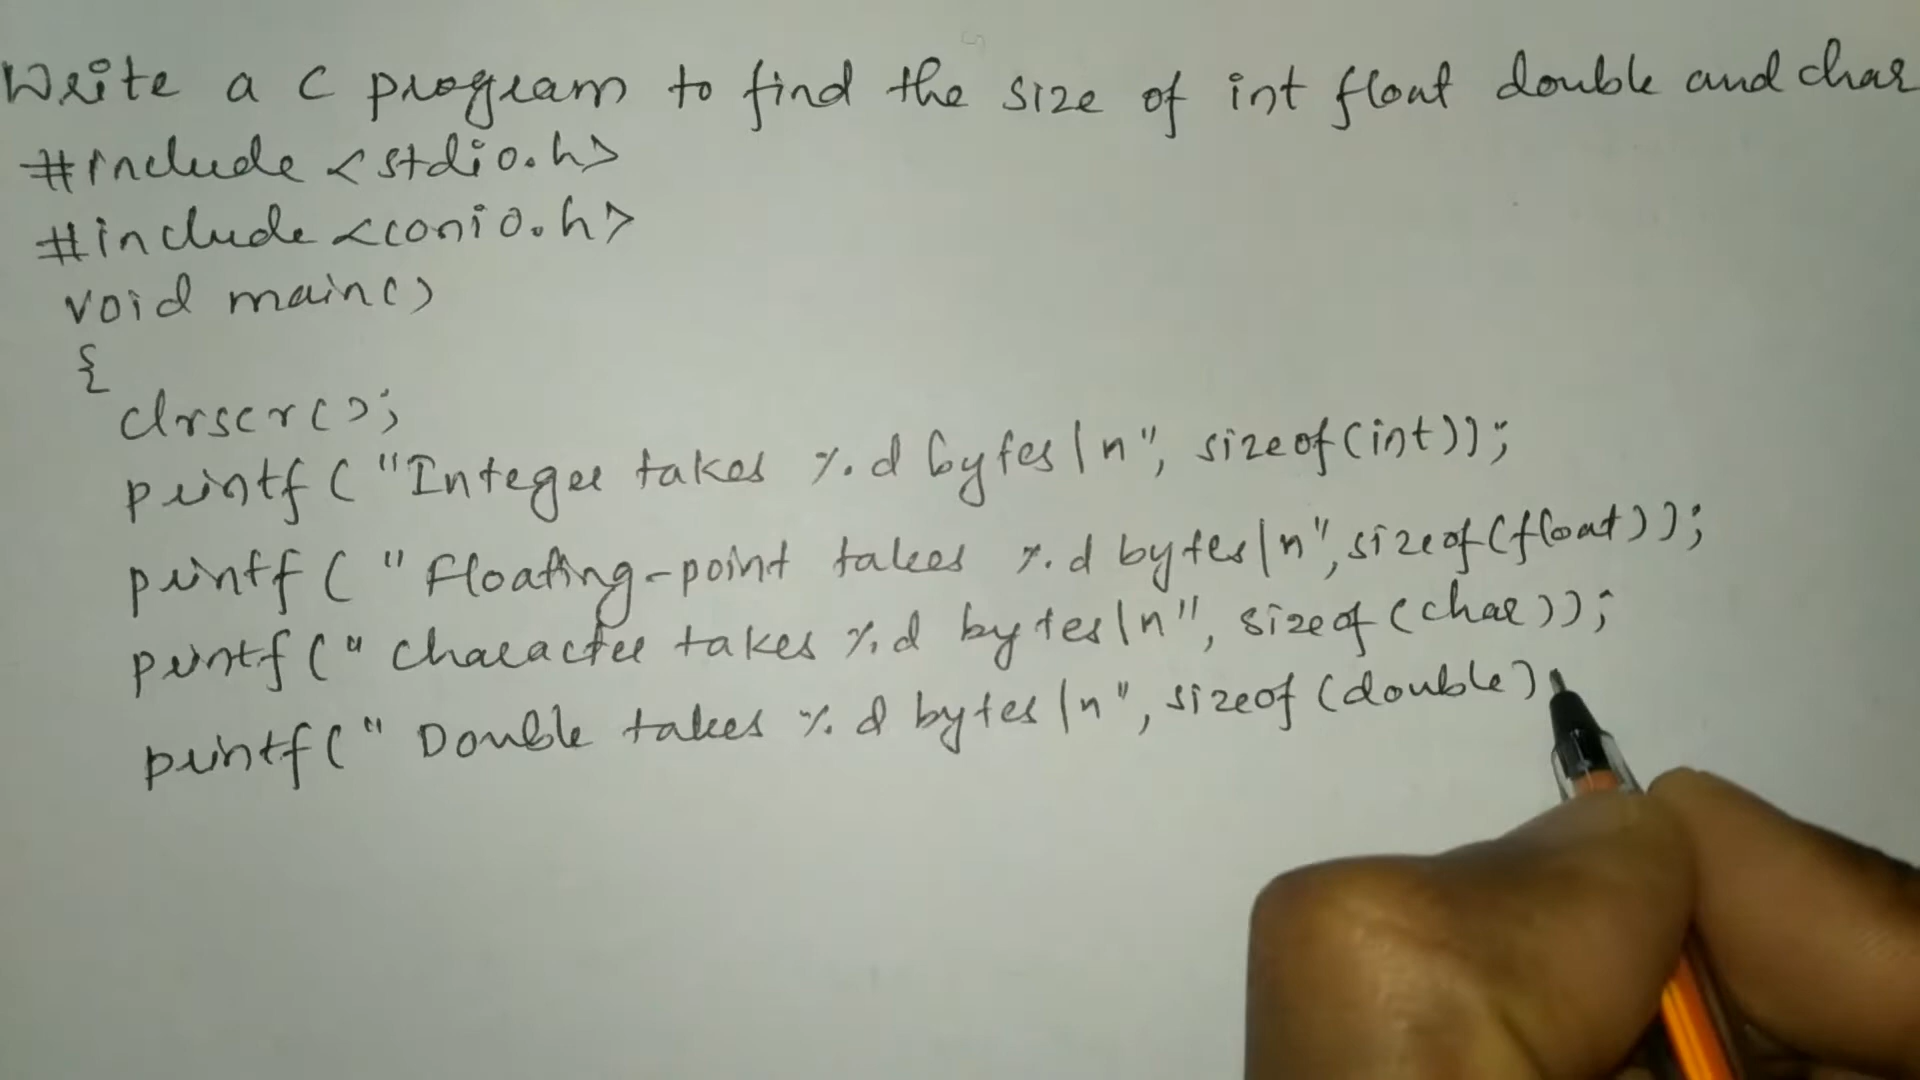 Write a C program to find the size of int float double and char
#include <stdio.h>
#include <conio.h>
void main()
{
clrscr();
printf("Integer takes %d bytes\n", sizeof(int));
printf("Floating-point takes %d bytes\n", sizeof(float));
printf("Character takes %d bytes\n", sizeof(char));
printf("Double takes %d bytes\n", sizeof(double)